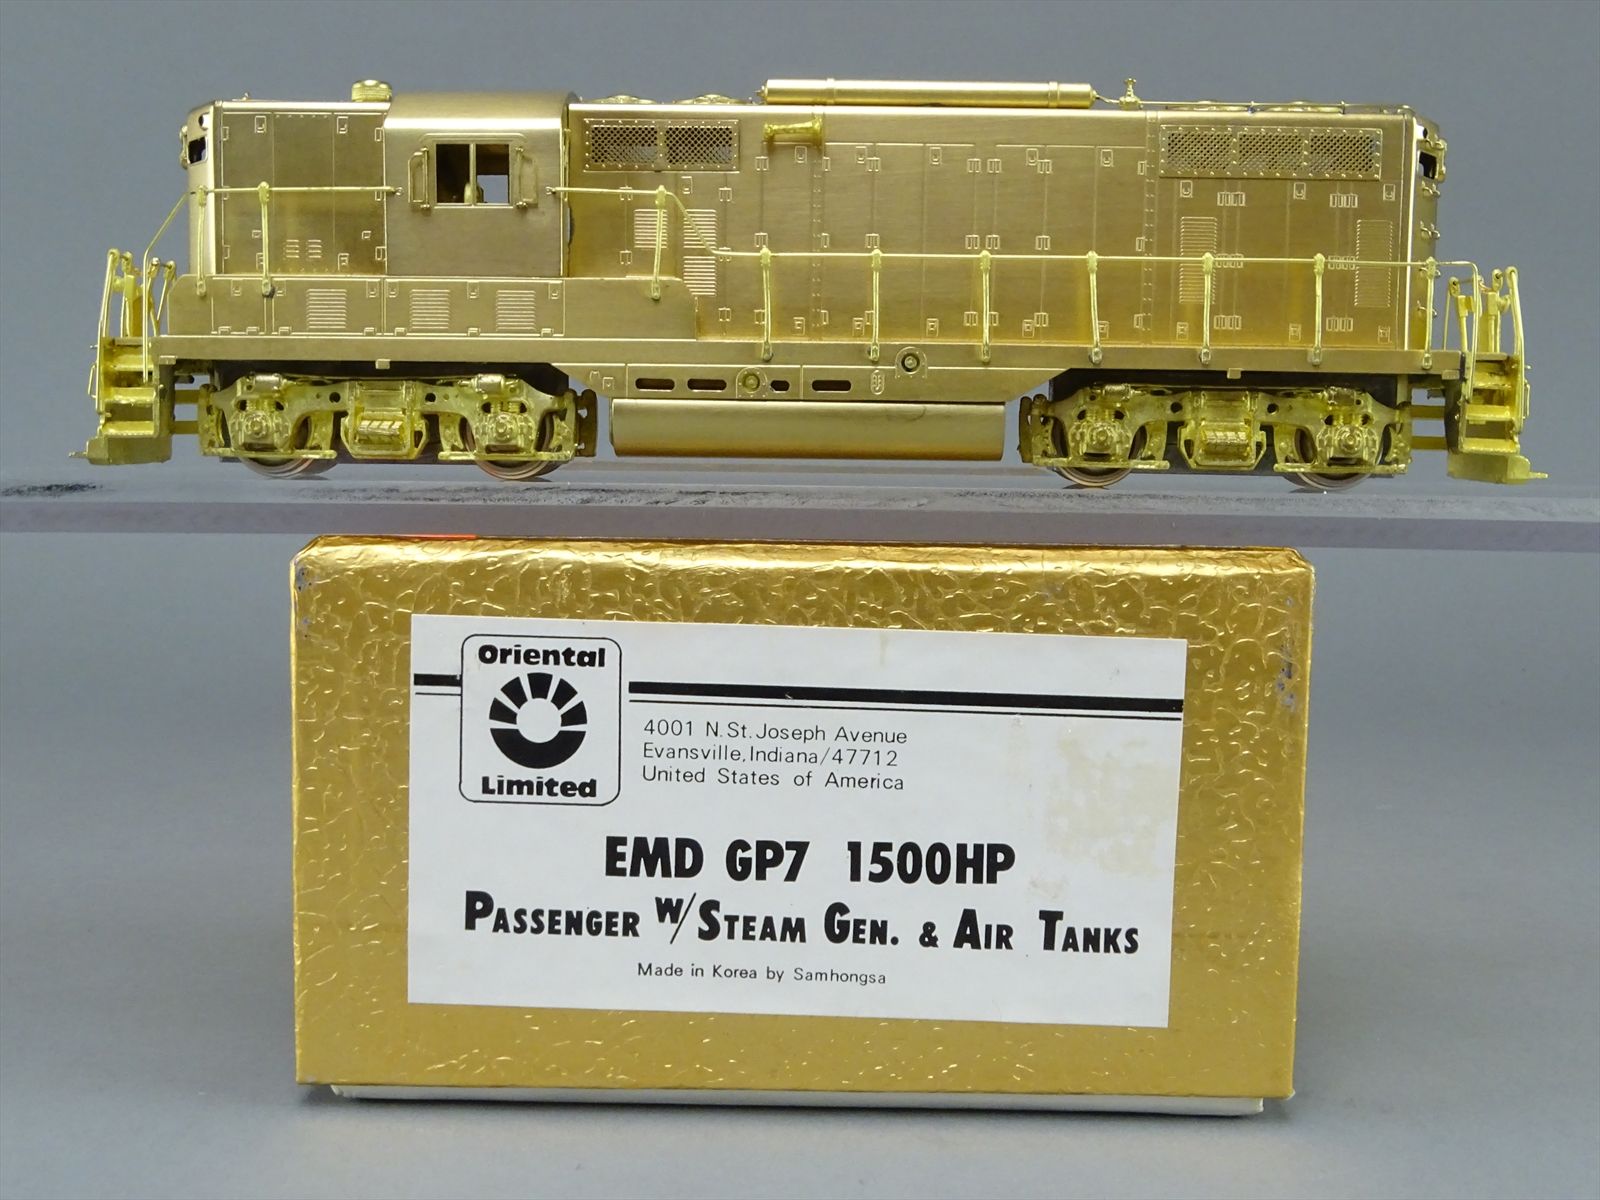 Oriental
Limited
4001 N.St.Joseph Avenue
Evansville,Indiana/47712
United States of America
EMD GP7 1500HP
PASSENGER W/STEAM GEN. & AIR TANKS
Made in Korea by Samhongsa